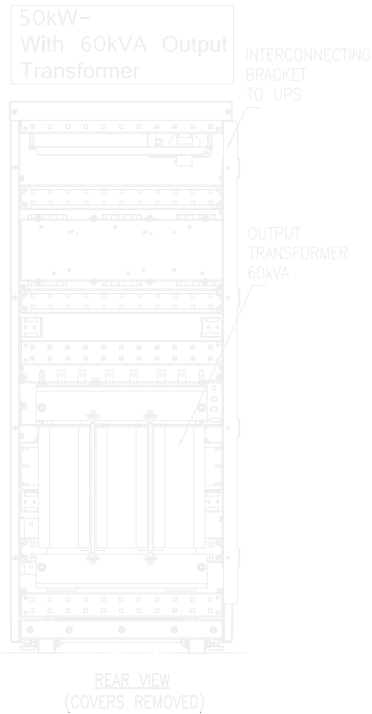 50kW-
With 60kVA Output
Transformer
INTERCONNECTING
BRACKET
TO UPS
OUTPUT
TRANSFORMER
60kVA
REAR VIEW
(COVERS REMOVED)